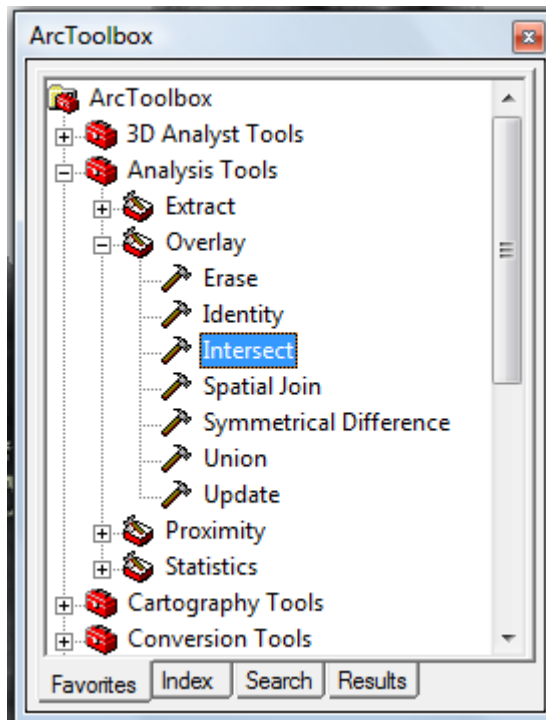 ArcToolbox
ArcToolbox
3D Analyst Tools
Analysis Tools
Extract
Overlay
Erase
Identity
Intersect
Spatial Join
Symmetrical Difference
Union
Update
Proximity
Statistics
Cartography Tools
Conversion Tools
Favorites Index Search Results